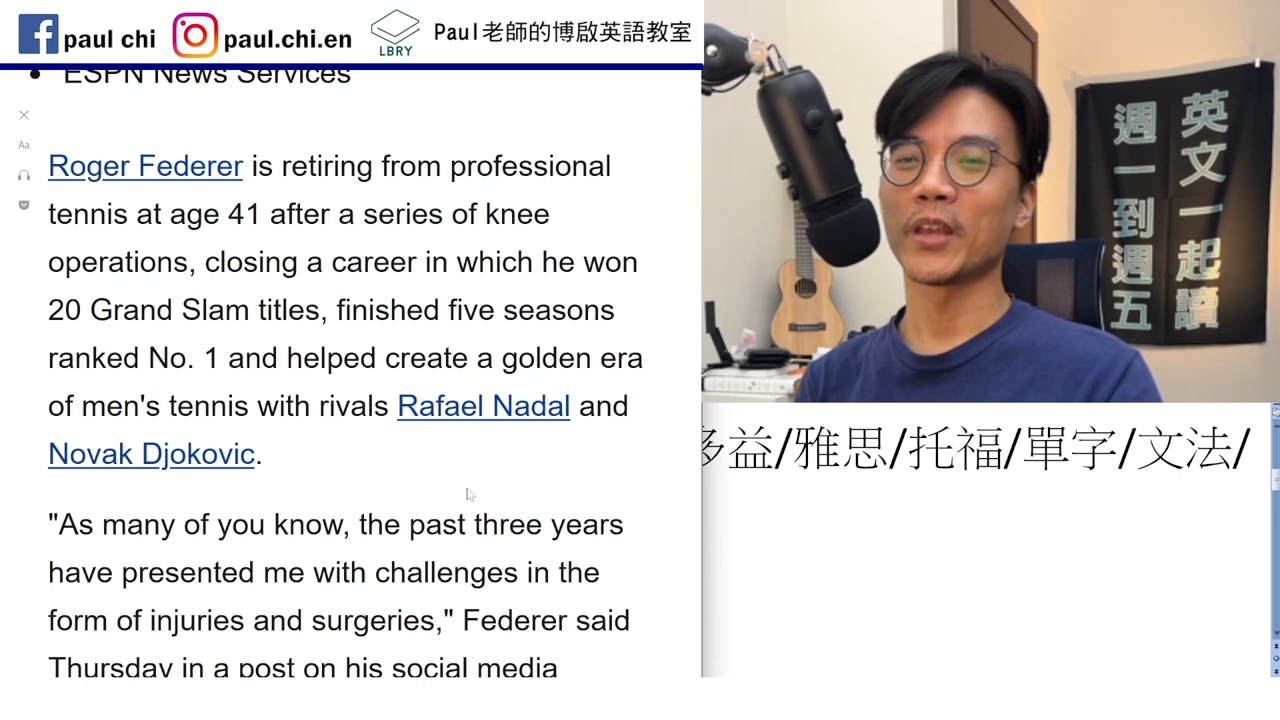 paul chi
paul.chi.en
LBRY
Paul老師的博啟英語教室
ESPN News Services
Aa
Roger Federer is retiring from professional
tennis at age 41 after a series of knee
operations, closing a career in which he won
20 Grand Slam titles, finished five seasons
ranked No. 1 and helped create a golden era
of men's tennis with rivals Rafael Nadal and
Novak Djokovic.
"As many of you know, the past three years
have presented me with challenges in the
form of injuries and surgeries," Federer said
Thursday in a post on his social media
英文一起讀
週一到週五
多益/雅思/托福/單字/文法/